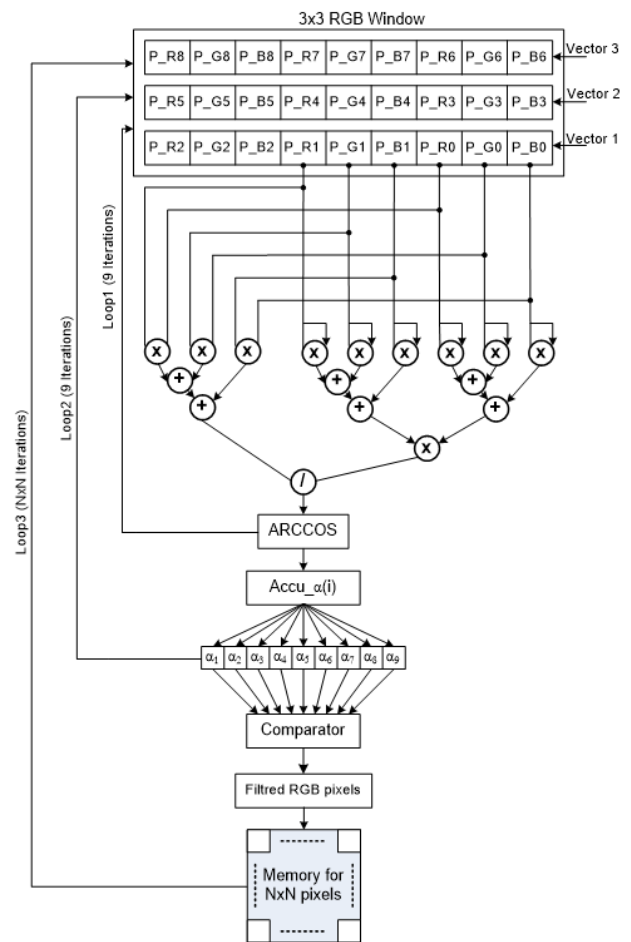 3x3 RGB Window
P_R8 P_G8 P_B8 P_R7 P_G7 P_B7 P_R6 P_G6 P_B6
Vector 3
P_R5 P_G5 P_B5 P_R4 P_G4 P_B4 P_R3 P_G3 P_B3
Vector 2
P_R2 P_G2 P_B2 P_R1 P_G1 P_B1 P_R0 P_G0 P_B0
Vector 1
Loop1 (9 Iterations)
Loop2 (9 Iterations)
Loop3 (NxN Iterations)
x x x x x x x x x
+ + +
+ + +
x
/
ARCCOS
Accu_α(i)
α1 α2 α3 α4 α5 α6 α7 α8 α9
Comparator
Filtred RGB pixels
Memory for
NxN pixels